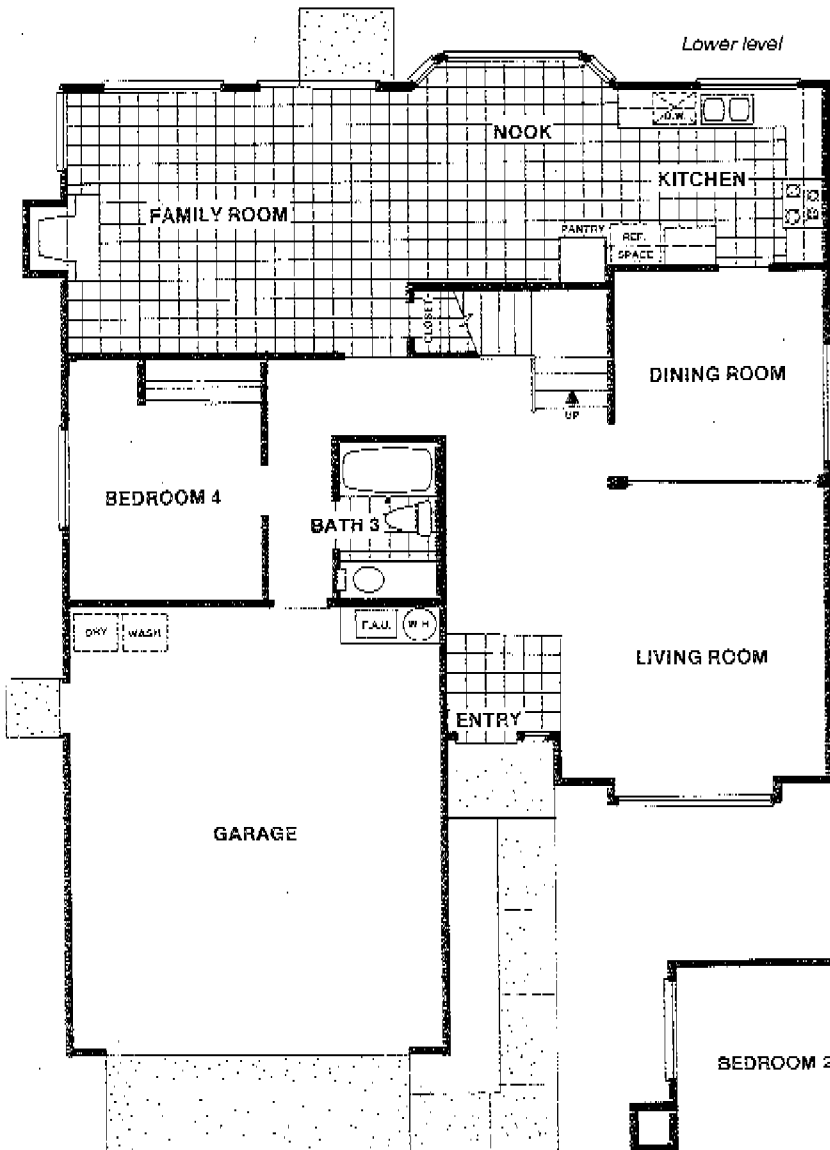 Lower level
D.W.
NOOK
KITCHEN
FAMILY ROOM
PANTRY
REF.
SPACE
CLOSET
DINING ROOM
UP
BEDROOM 4
BATH 3
DRY
WASH
F.A.U.
W.H.
LIVING ROOM
ENTRY
GARAGE
BEDROOM 2